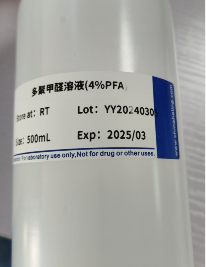 多聚甲醛溶液(4%PFA)
Store at: RT Lot: YY20240305
Size: 500mL Exp: 2025/03
For laboratory use only,Not for drug or other uses.